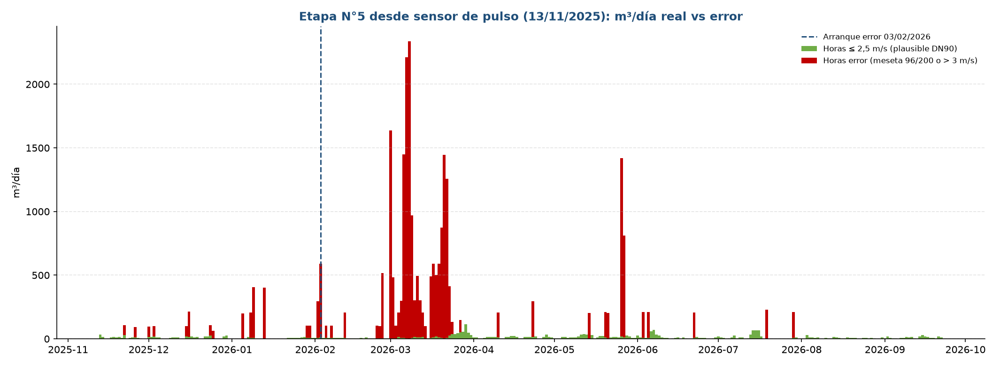 Etapa N°5 desde sensor de pulso (13/11/2025): m³/día real vs error
Arranque error 03/02/2026
Horas ≤ 2,5 m/s (plausible DN90)
Horas error (meseta 96/200 o > 3 m/s)
m³/día
2000
1500
1000
500
0
2025-11 2025-12 2026-01 2026-02 2026-03 2026-04 2026-05 2026-06 2026-07 2026-08 2026-09 2026-10